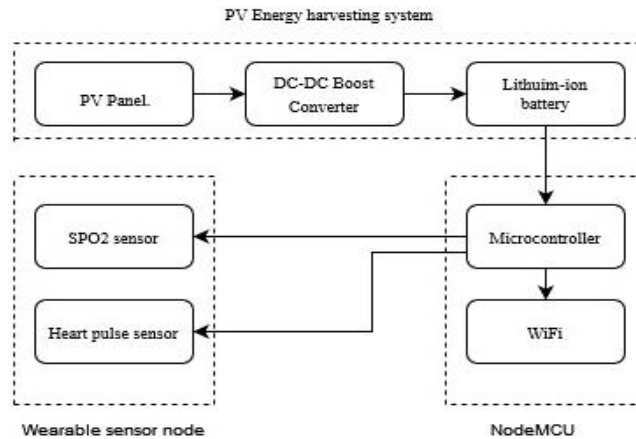 PV Energy harvesting system
PV Panel.
DC-DC Boost
Converter
Lithuim-ion
battery
SPO2 sensor
Microcontroller
Heart pulse sensor
WiFi
Wearable sensor node
NodeMCU